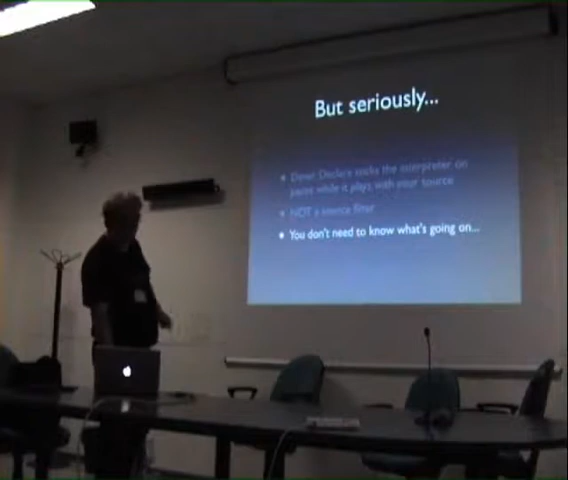 But seriously...
• Devel Declare sticks the interpreter on
pause while it plays with your source
• NOT a source filter
• You don't need to know what's going on...